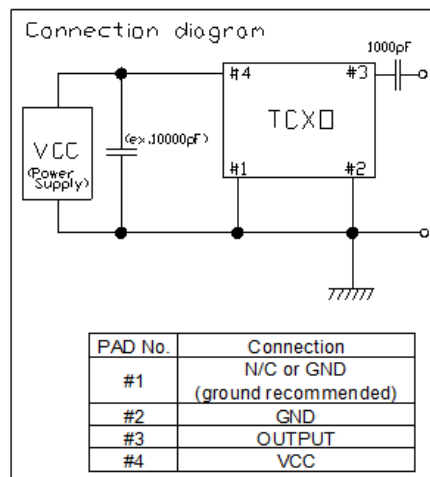 Connection diagram
1000pF
#4
#3
TCXO
(ex.10000pF)
VCC
(Power
Supply)
#1
#2
PAD No. Connection
#1 N/C or GND
(ground recommended)
#2 GND
#3 OUTPUT
#4 VCC